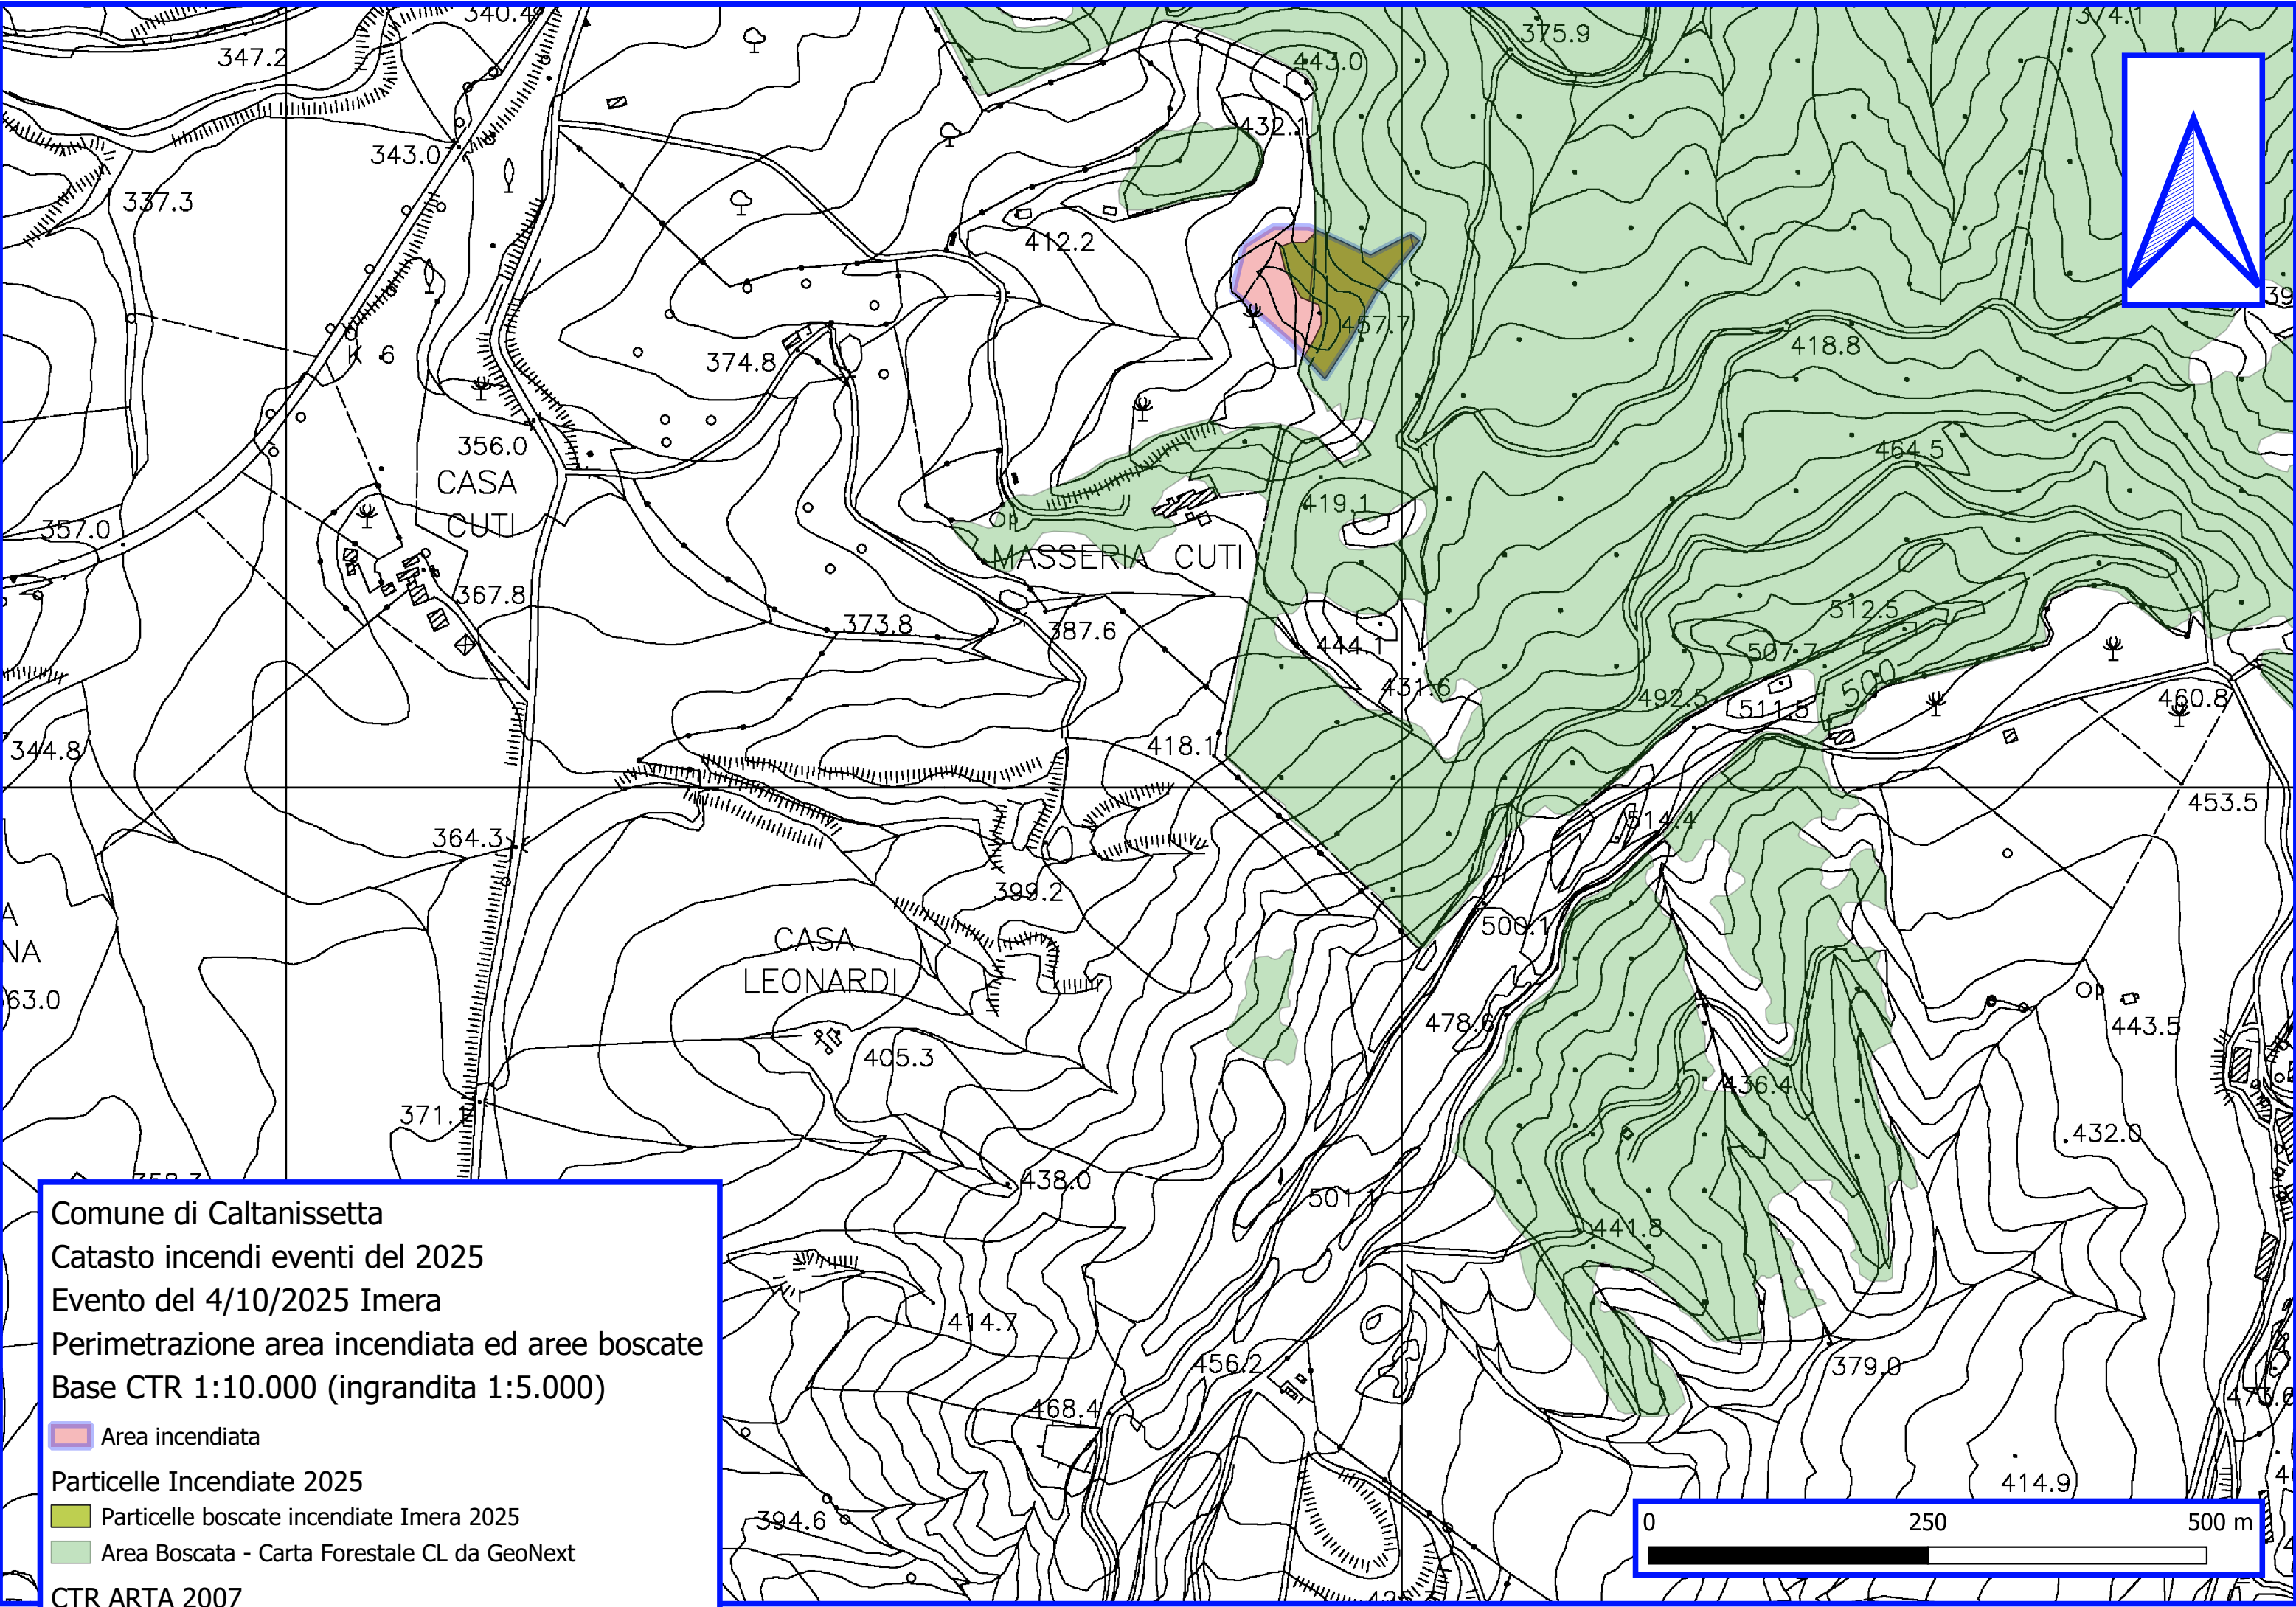 340.4
375.9
374.1
347.2
443.0
432.1
343.0
337.3
412.2
457.7
418.8
K 6
374.8
356.0
464.5
CASA
CUTI
419.1
357.0
Op
MASSERIA CUTI
367.8
512.5
373.8
387.6
444.1
507.7
431.6
500
492.5
511.5
460.8
344.8
418.1
453.5
364.3
514.4
399.2
A
500.1
CASA
LEONARDI
NA
63.0
Op
443.5
478.6
405.3
436.4
371.1
432.0
438.0
501.1
441.8
414.7
456.2
379.0
473.6
468.4
414.9
394.6
Comune di Caltanissetta
Catasto incendi eventi del 2025
Evento del 4/10/2025 Imera
Perimetrazione area incendiata ed aree boscate
Base CTR 1:10.000 (ingrandita 1:5.000)
Area incendiata
Particelle Incendiate 2025
Particelle boscate incendiate Imera 2025
Area Boscata - Carta Forestale CL da GeoNext
CTR ARTA 2007
0 250 500 m